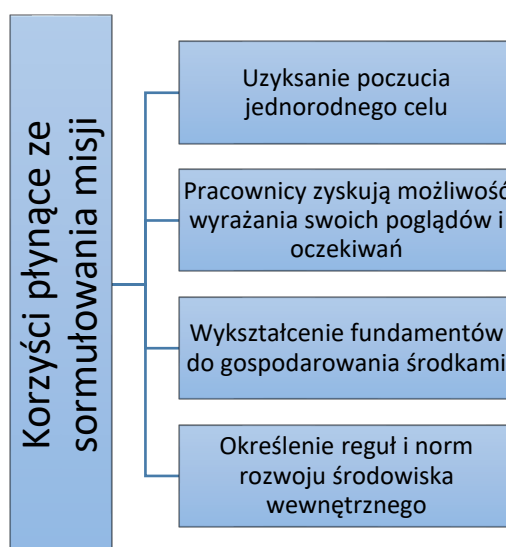 Korzyści płynące ze
sormułowania misji
Uzyksanie poczucia
jednorodnego celu
Pracownicy zyskują możliwość
wyrażania swoich poglądów i
oczekiwań
Wykształcenie fundamentów
do gospodarowania środkami
Określenie reguł i norm
rozwoju środowiska
wewnętrznego